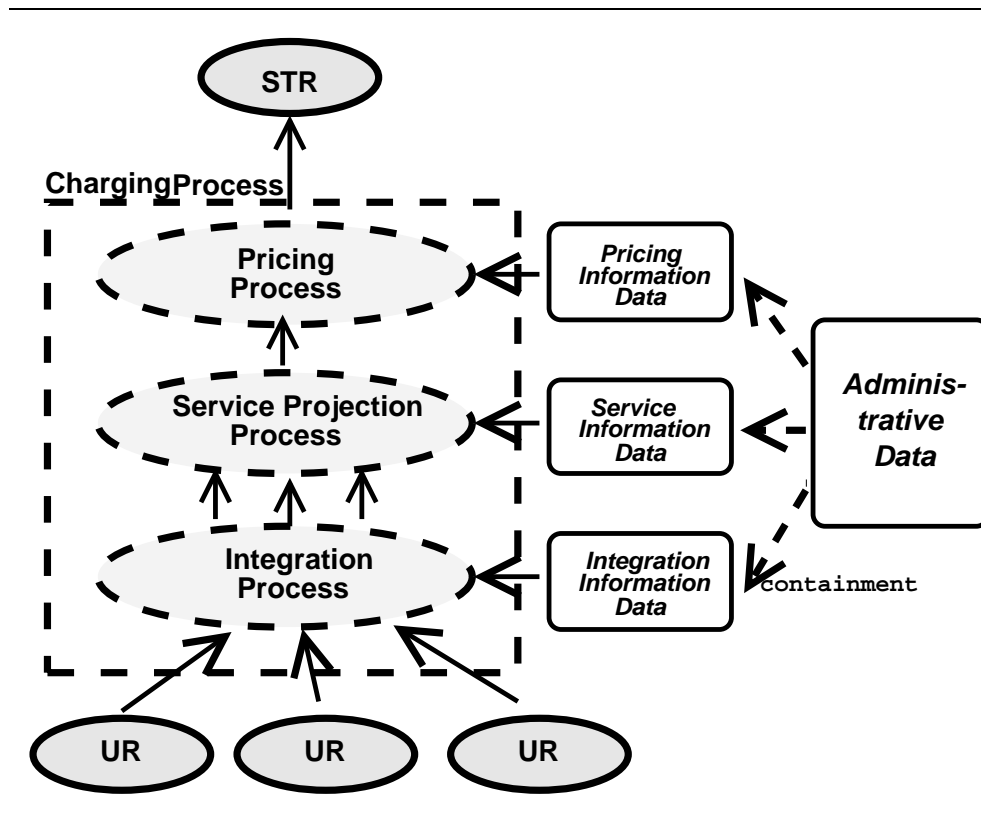 STR
ChargingProcess
Pricing
Process
Pricing
Information
Data
Service Projection
Process
Service
Information
Data
Adminis-
trative
Data
Integration
Process
Integration
Information
Data
containment
UR
UR
UR